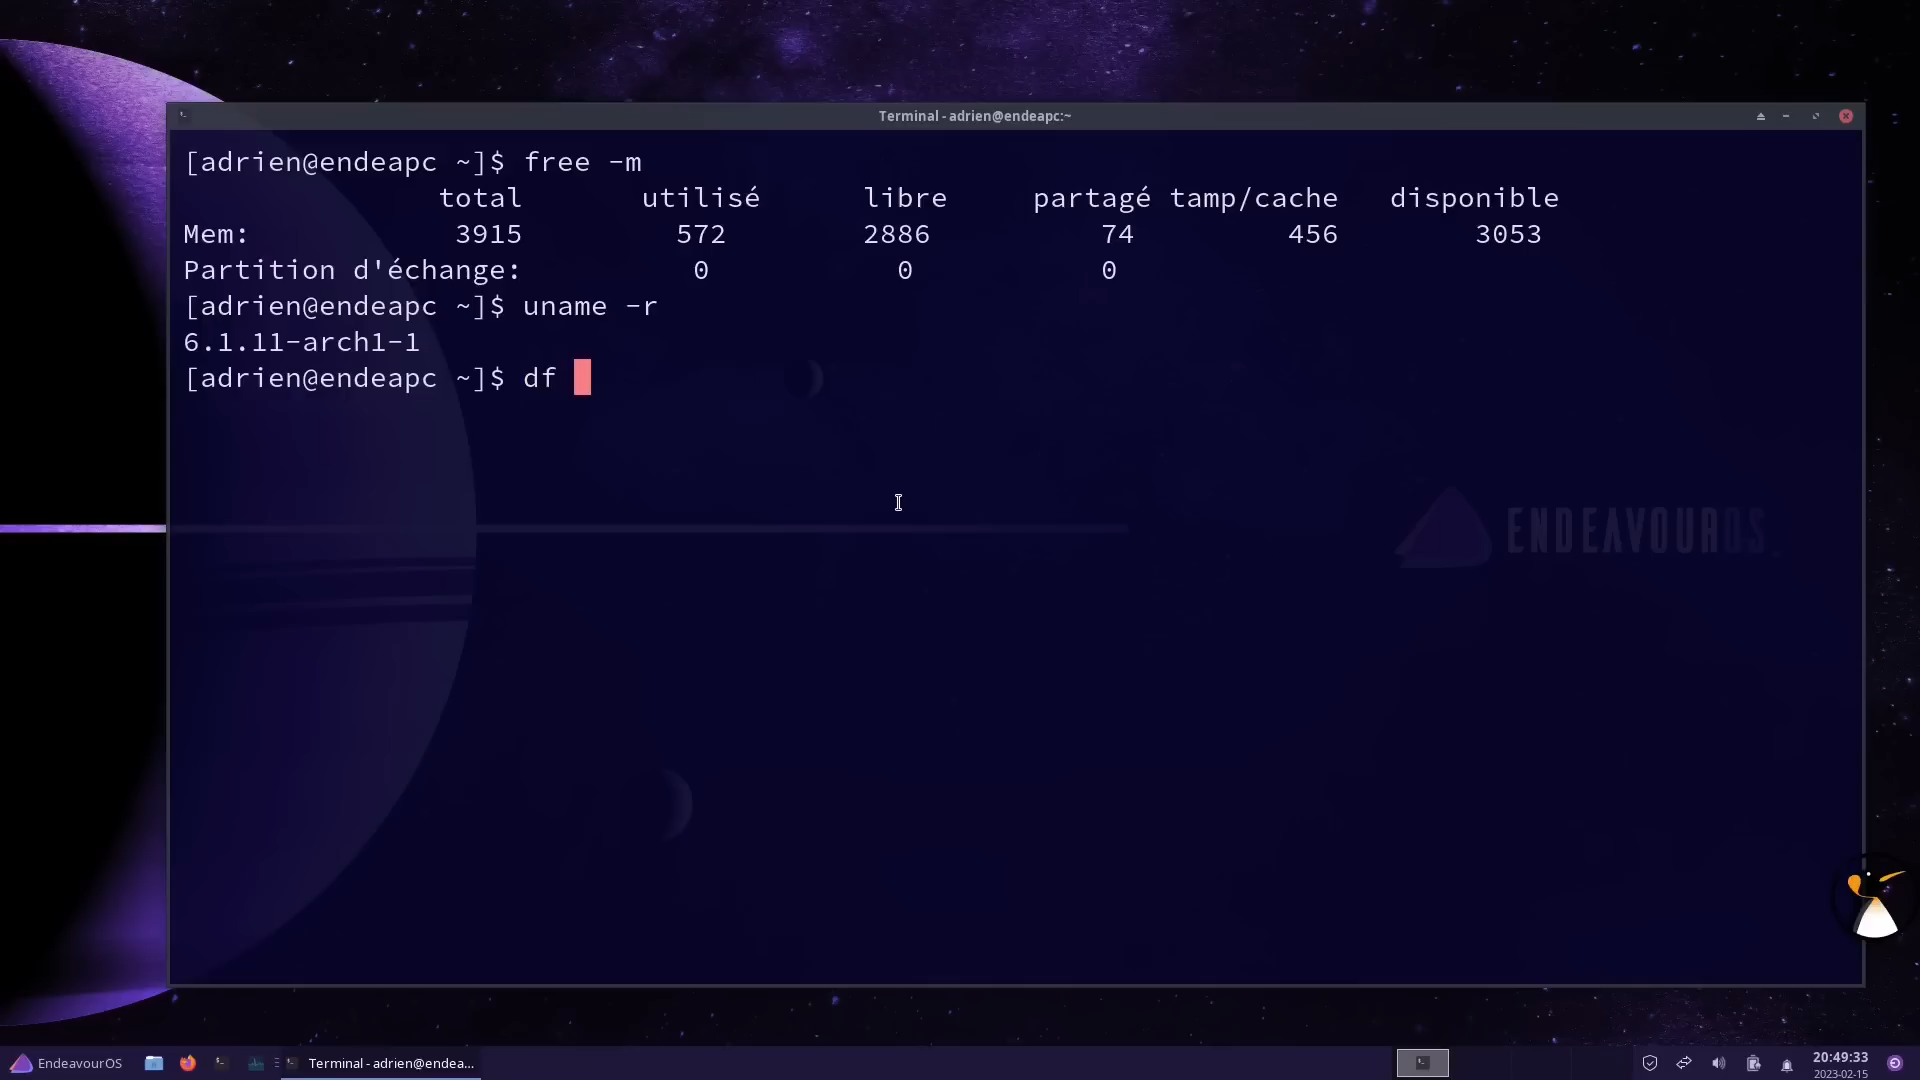 Terminal - adrien@endeapc:~
[adrien@endeapc ~]$ free -m
total utilisé libre partagé tamp/cache disponible
Mem: 3915 572 2886 74 456 3053
Partition d'échange: 0 0 0
[adrien@endeapc ~]$ uname -r
6.1.11-arch1-1
[adrien@endeapc ~]$ df
ENDEAVOUROS
EndeavourOS
Terminal - adrien@endea...
20:49:33
2023-02-15